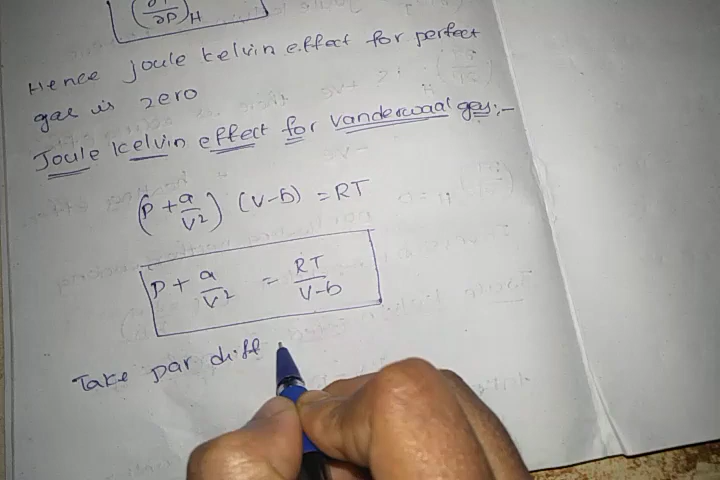 (∂T/∂P)_H
Hence joule kelvin effect for perfect
gas is zero
Joule kelvin effect for vanderwaal gas:-
(P + a/V²) (V-b) = RT
P + a/V² = RT/V-b
Take par diff